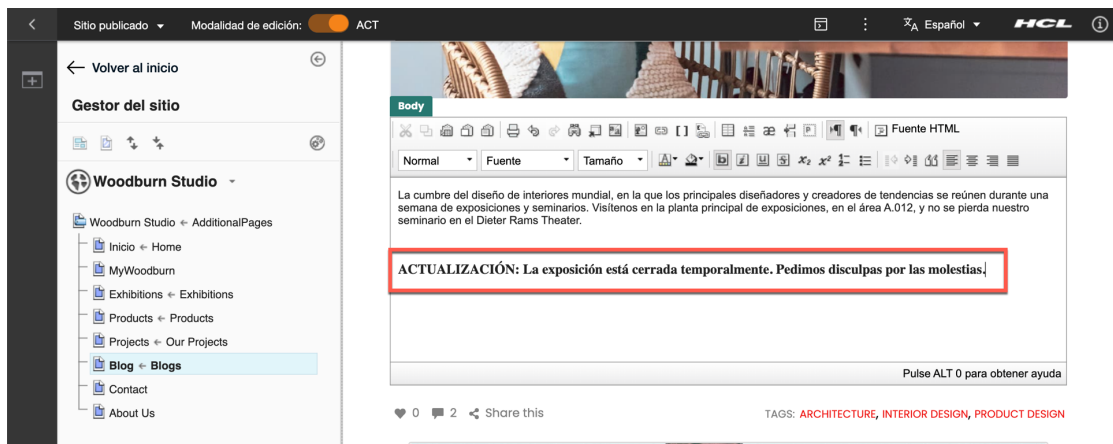 Sitio publicado
Modalidad de edición:
ACT
Español
HCL
Volver al inicio
Gestor del sitio
Woodburn Studio
Woodburn Studio ← AdditionalPages
Inicio ← Home
MyWoodburn
Exhibitions ← Exhibitions
Products ← Products
Projects ← Our Projects
Blog ← Blogs
Contact
About Us
Body
Fuente HTML
Normal
Fuente
Tamaño
La cumbre del diseño de interiores mundial, en la que los principales diseñadores y creadores de tendencias se reúnen durante una
semana de exposiciones y seminarios. Visítenos en la planta principal de exposiciones, en el área A.012, y no se pierda nuestro
seminario en el Dieter Rams Theater.
ACTUALIZACIÓN: La exposición está cerrada temporalmente. Pedimos disculpas por las molestias.
Pulse ALT 0 para obtener ayuda
0 2 Share this
TAGS: ARCHITECTURE, INTERIOR DESIGN, PRODUCT DESIGN